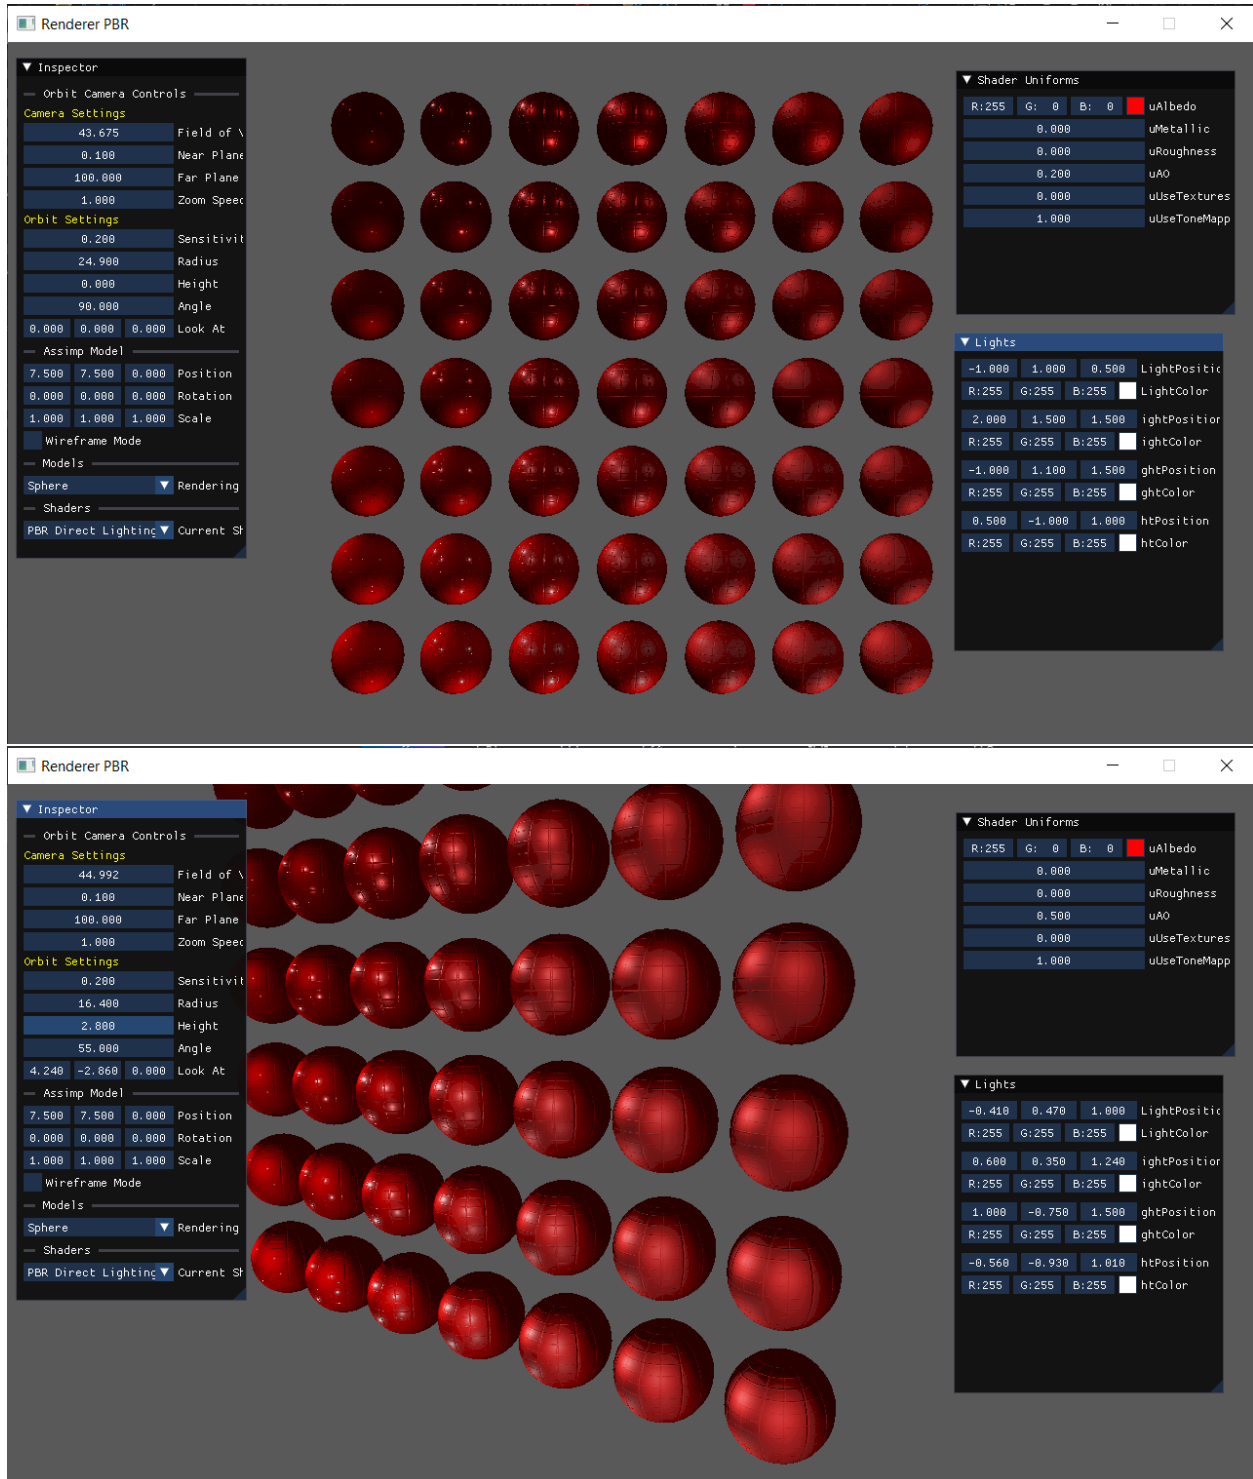 Renderer PBR
Inspector
Orbit Camera Controls
Camera Settings
43.675 Field of
0.100 Near Plane
100.000 Far Plane
1.000 Zoom Speed
Orbit Settings
0.200 Sensitivit
24.900 Radius
0.000 Height
90.000 Angle
0.000 0.000 0.000 Look At
Assimp Model
7.500 7.500 0.000 Position
0.000 0.000 0.000 Rotation
1.000 1.000 1.000 Scale
Wireframe Mode
Models
Sphere Rendering
Shaders
PBR Direct Lighting Current Sh
Shader Uniforms
R:255 G: 0 B: 0 uAlbedo
0.000 uMetallic
0.000 uRoughness
0.200 uAO
0.000 uUseTextures
1.000 uUseToneMapp
Lights
-1.000 1.000 0.500 LightPositic
R:255 G:255 B:255 LightColor
2.000 1.500 1.500 ightPosition
R:255 G:255 B:255 ightColor
-1.000 1.100 1.500 ghtPosition
R:255 G:255 B:255 ghtColor
0.500 -1.000 1.000 htPosition
R:255 G:255 B:255 htColor
Renderer PBR
Inspector
Orbit Camera Controls
Camera Settings
44.992 Field of
0.100 Near Plane
100.000 Far Plane
1.000 Zoom Speed
Orbit Settings
0.200 Sensitivit
16.400 Radius
2.800 Height
55.000 Angle
4.240 -2.860 0.000 Look At
Assimp Model
7.500 7.500 0.000 Position
0.000 0.000 0.000 Rotation
1.000 1.000 1.000 Scale
Wireframe Mode
Models
Sphere Rendering
Shaders
PBR Direct Lighting Current Sh
Shader Uniforms
R:255 G: 0 B: 0 uAlbedo
0.000 uMetallic
0.000 uRoughness
0.500 uAO
0.000 uUseTextures
1.000 uUseToneMapp
Lights
-0.410 0.470 1.000 LightPositic
R:255 G:255 B:255 LightColor
0.600 0.350 1.240 ightPosition
R:255 G:255 B:255 ightColor
1.000 -0.750 1.500 ghtPosition
R:255 G:255 B:255 ghtColor
-0.560 -0.930 1.010 htPosition
R:255 G:255 B:255 htColor